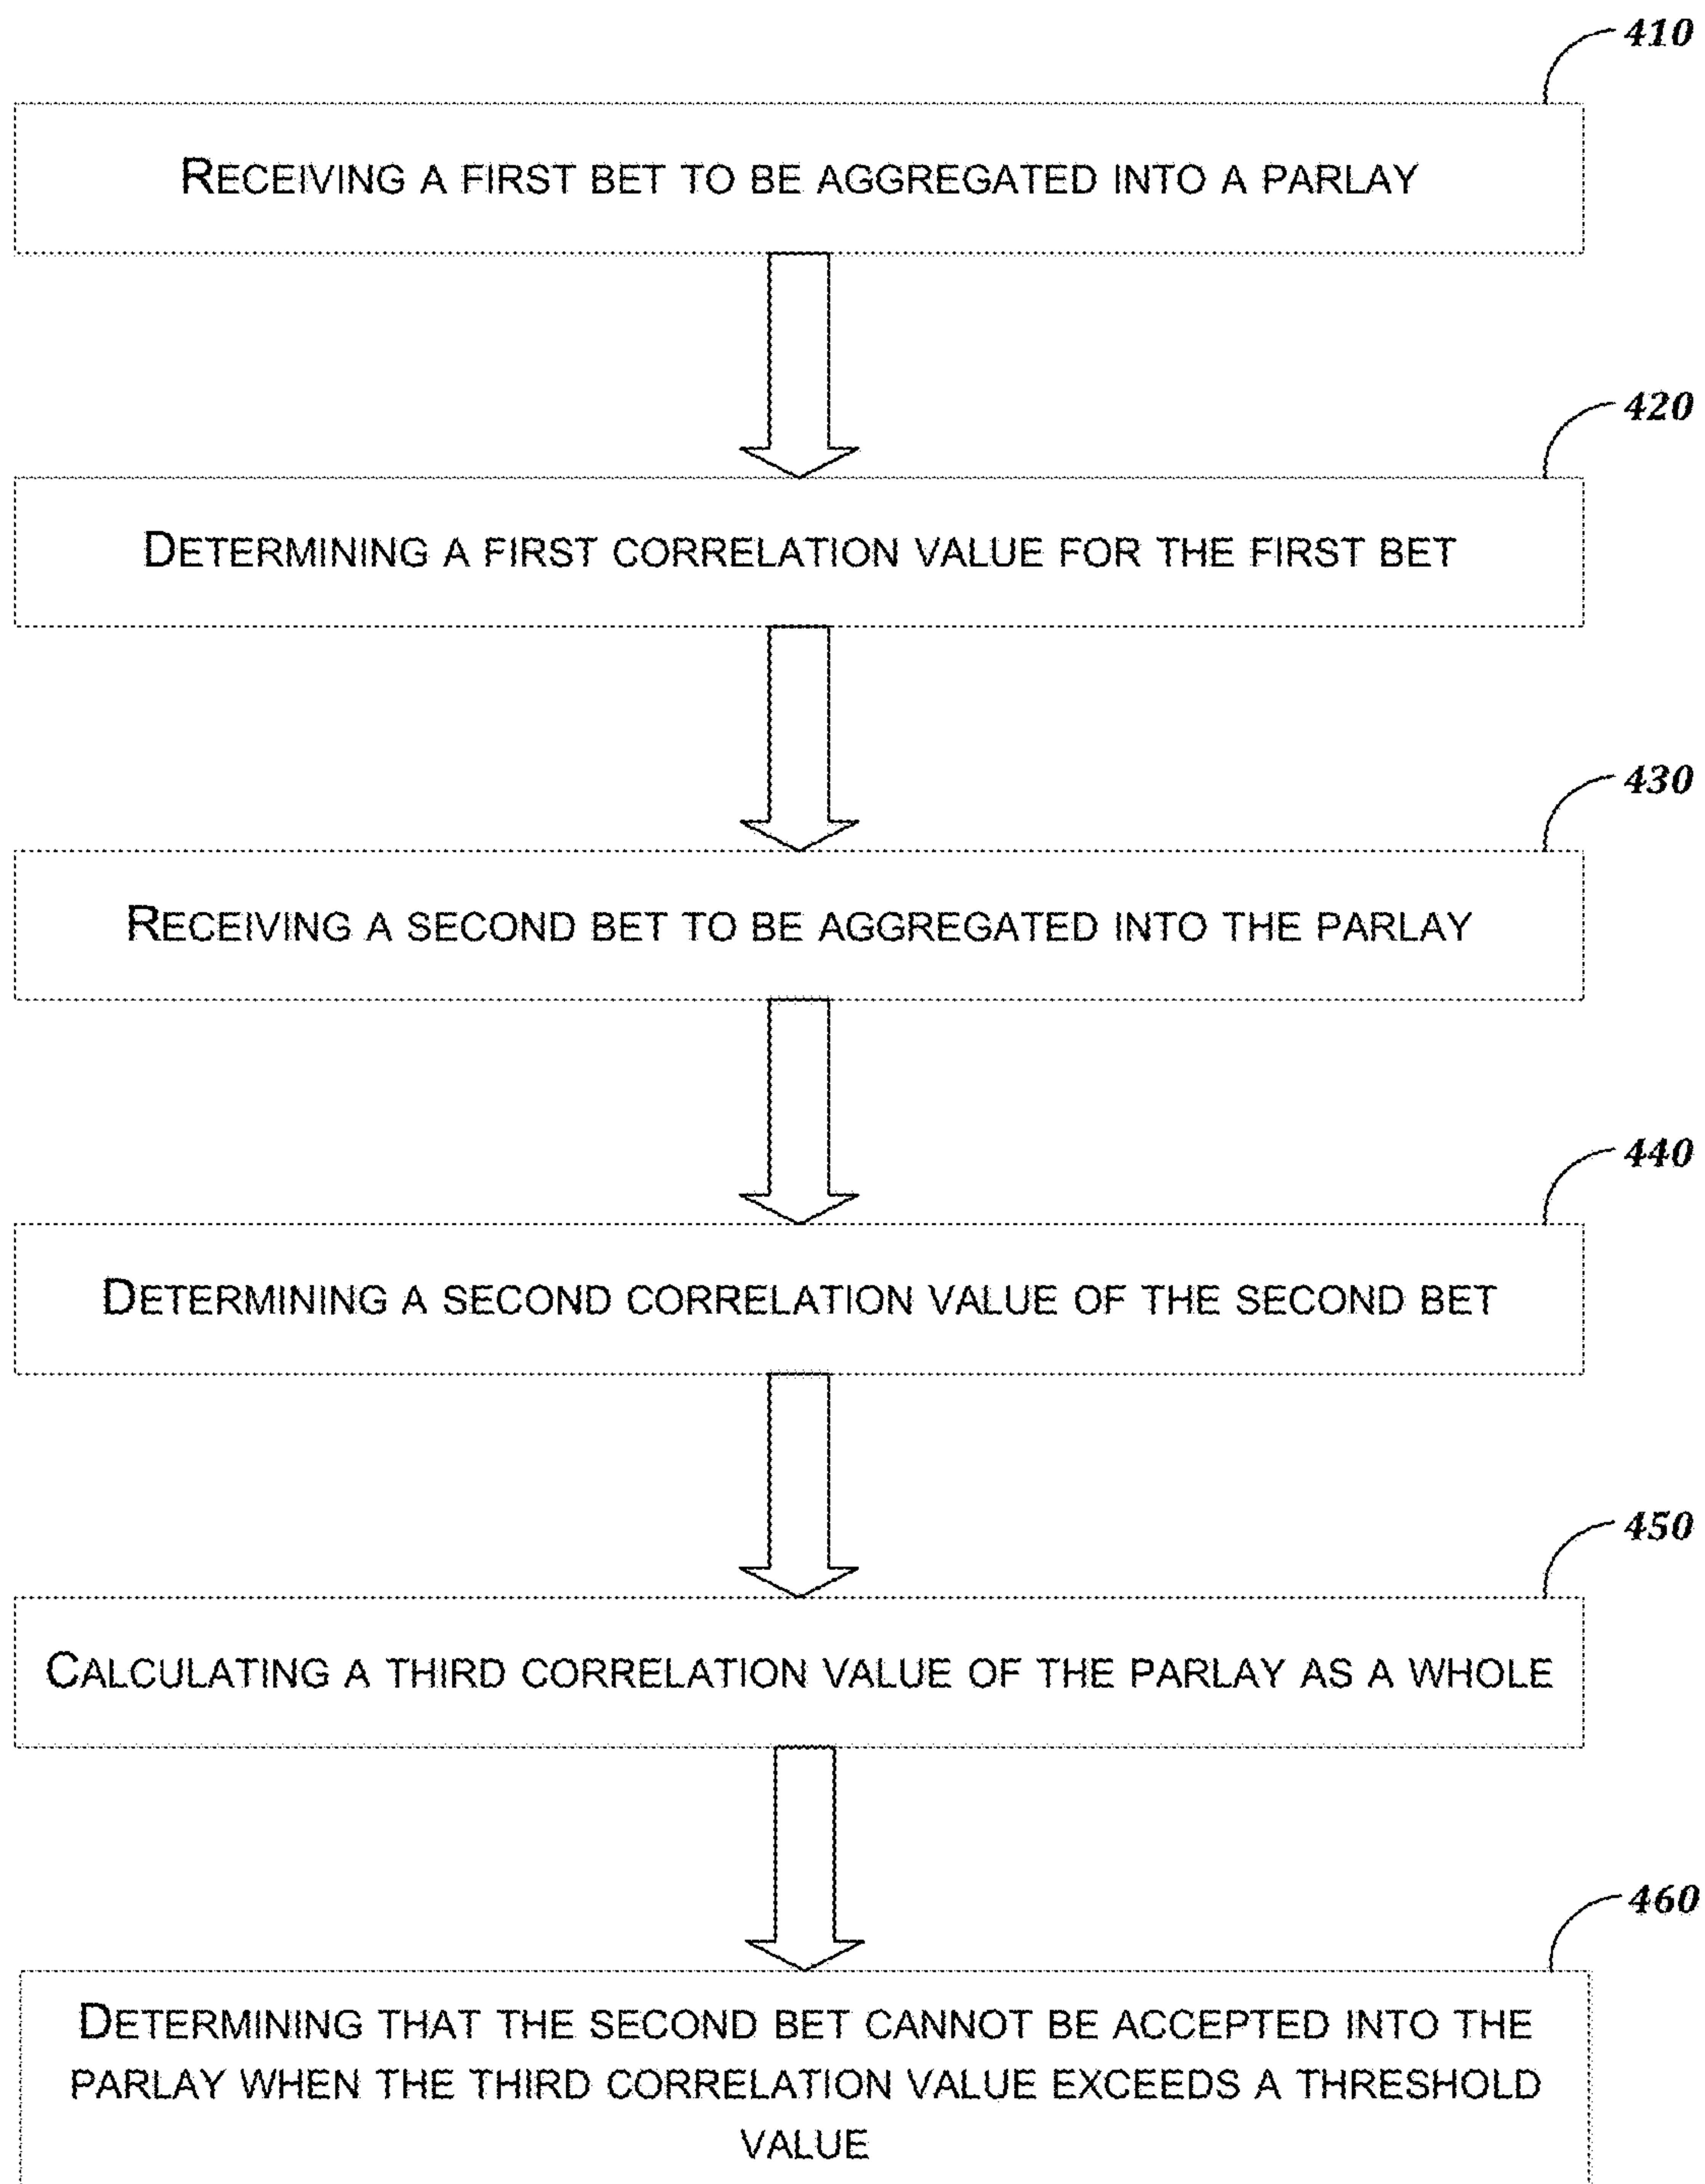 410
RECEIVING A FIRST BET TO BE AGGREGATED INTO A PARLAY
420
DETERMINING A FIRST CORRELATION VALUE FOR THE FIRST BET
430
RECEIVING A SECOND BET TO BE AGGREGATED INTO THE PARLAY
440
DETERMINING A SECOND CORRELATION VALUE OF THE SECOND BET
450
CALCULATING A THIRD CORRELATION VALUE OF THE PARLAY AS A WHOLE
460
DETERMINING THAT THE SECOND BET CANNOT BE ACCEPTED INTO THE
PARLAY WHEN THE THIRD CORRELATION VALUE EXCEEDS A THRESHOLD
VALUE